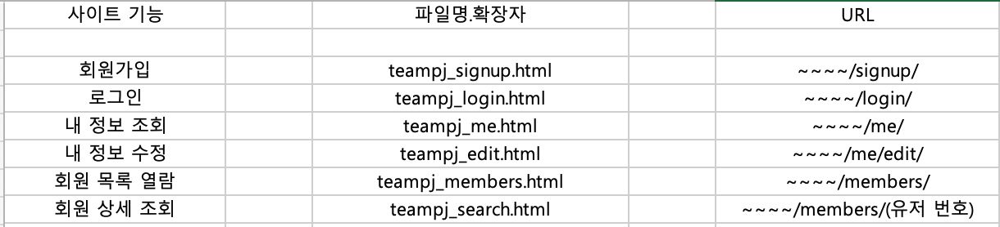 사이트 기능 파일명.확장자 URL
회원가입 teampj_signup.html ~~~~/signup/
로그인 teampj_login.html ~~~~/login/
내 정보 조회 teampj_me.html ~~~~/me/
내 정보 수정 teampj_edit.html ~~~~/me/edit/
회원 목록 열람 teampj_members.html ~~~~/members/
회원 상세 조회 teampj_search.html ~~~~/members/(유저 번호)